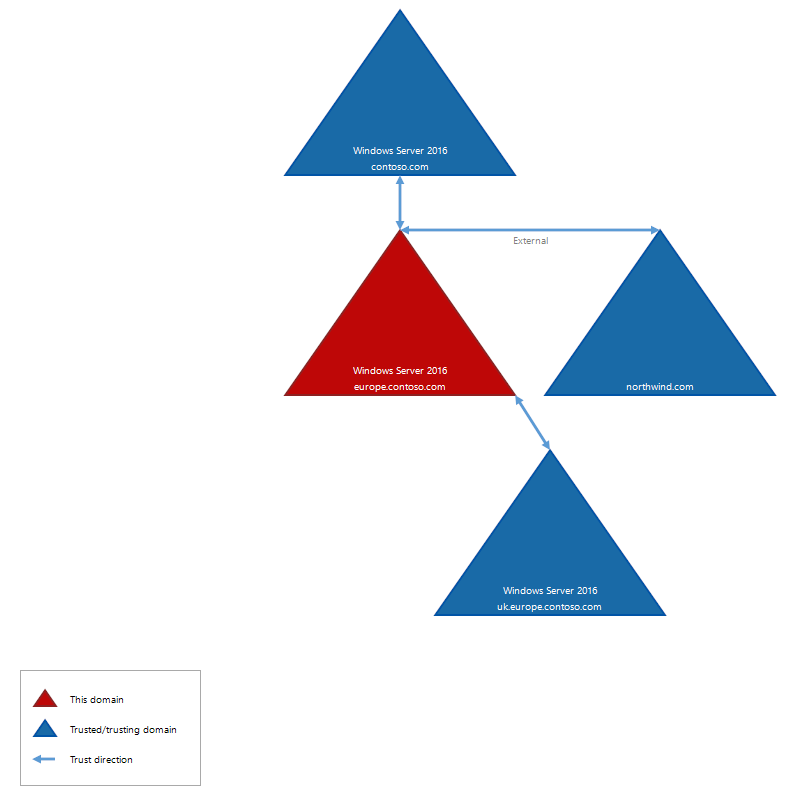 Windows Server 2016
contoso.com
External
Windows Server 2016
europe.contoso.com
northwind.com
Windows Server 2016
uk.europe.contoso.com
This domain
Trusted/trusting domain
Trust direction